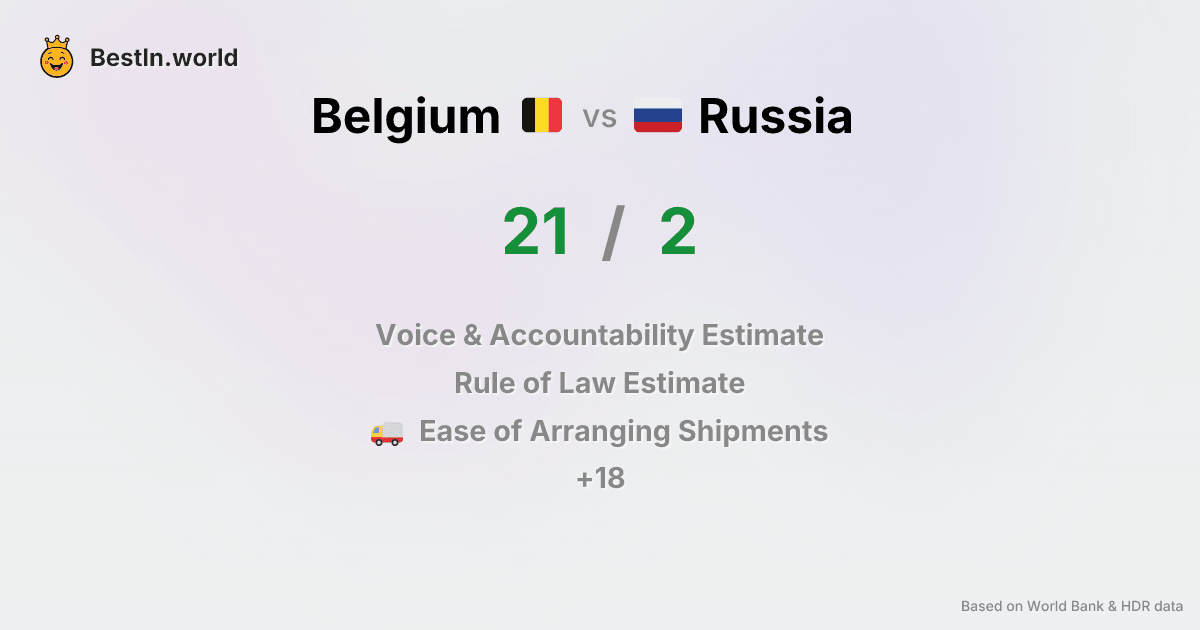 BestIn.world
Belgium vs Russia
21 / 2
Voice & Accountability Estimate
Rule of Law Estimate
Ease of Arranging Shipments
+18
Based on World Bank & HDR data